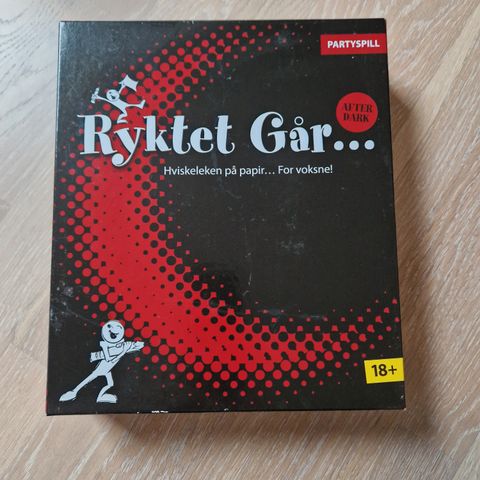 PARTYSPILL
AFTER
DARK
Ryktet Går...
Hviskeleken på papir... For voksne!
18+